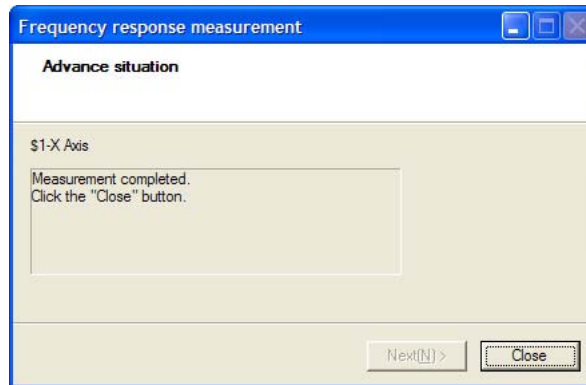 Frequency response measurement
Advance situation
$1-X Axis
Measurement completed.
Click the "Close" button.
Next(N) >
Close